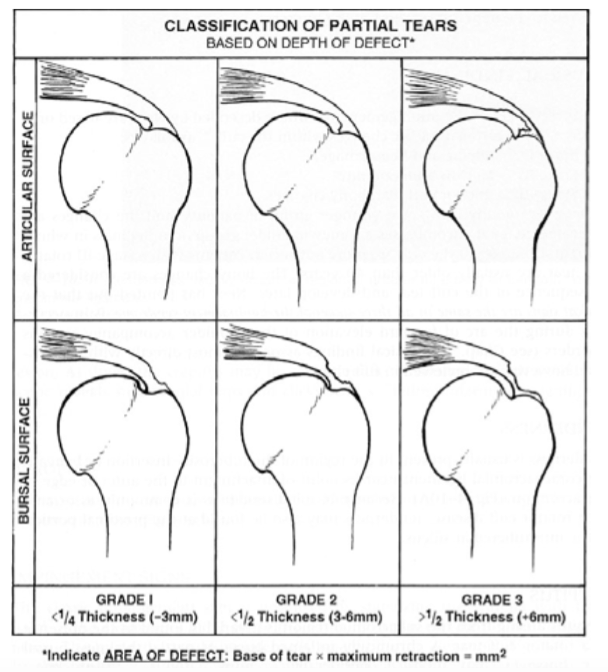 CLASSIFICATION OF PARTIAL TEARS
BASED ON DEPTH OF DEFECT*
ARTICULAR SURFACE
BURSAL SURFACE
GRADE I
<1/4 Thickness (−3mm)
GRADE 2
<1/2 Thickness (3-6mm)
GRADE 3
>1/2 Thickness (+6mm)
*Indicate AREA OF DEFECT: Base of tear × maximum retraction = mm²